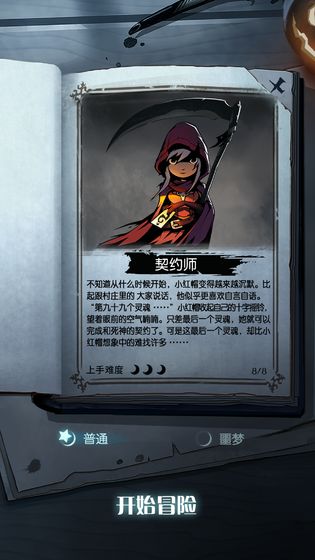 契约师
不知道从什么时候开始，小红帽变得越来越沉默。比
起跟村庄里的 大家说话，他似乎更喜欢自言自语。
“第九十九个灵魂 ……”小红帽收起自己的十字播铃，
望着眼前的空气喃喃。只差最后一个灵魂，她就可以
完成和死神的契约了。可是这最后一个灵魂，却比小
红帽想象中的难找许多 ……
上手难度
8/8
普通
噩梦
开始冒险